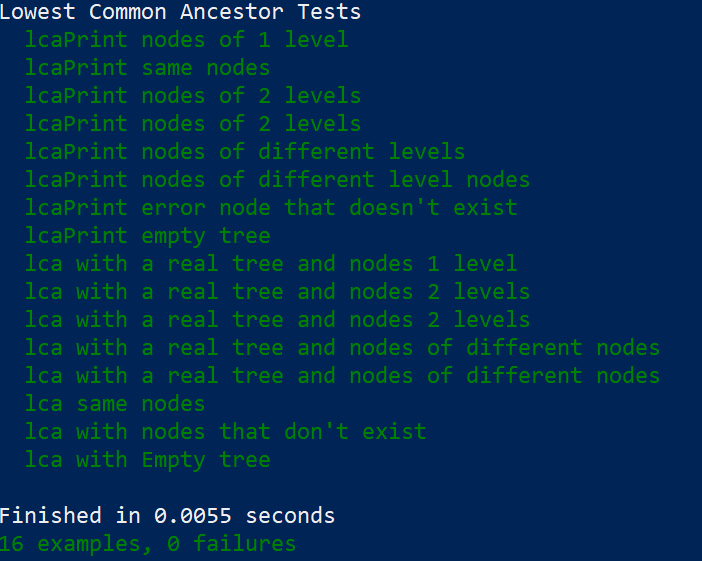 Lowest Common Ancestor Tests
lcaPrint nodes of 1 level
lcaPrint same nodes
lcaPrint nodes of 2 levels
lcaPrint nodes of 2 levels
lcaPrint nodes of different levels
lcaPrint nodes of different level nodes
lcaPrint error node that doesn't exist
lcaPrint empty tree
lca with a real tree and nodes 1 level
lca with a real tree and nodes 2 levels
lca with a real tree and nodes 2 levels
lca with a real tree and nodes of different nodes
lca with a real tree and nodes of different nodes
lca same nodes
lca with nodes that don't exist
lca with Empty tree
Finished in 0.0055 seconds
16 examples, 0 failures